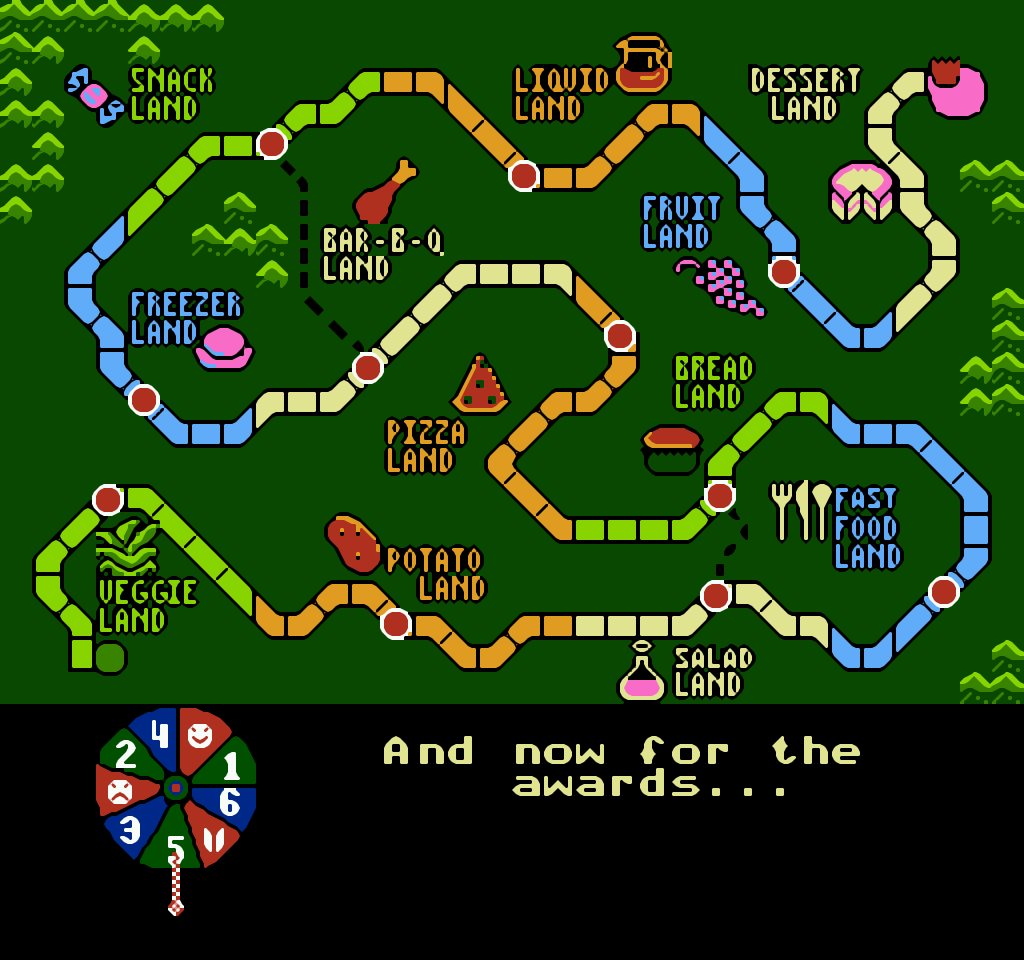 SNACK
LAND
LIQUID
LAND
DESSERT
LAND
BAR-B-Q
LAND
FRUIT
LAND
FREEZER
LAND
PIZZA
LAND
BREAD
LAND
FAST
FOOD
LAND
VEGGIE
LAND
POTATO
LAND
SALAD
LAND
4
2
1
6
3
5
And now for the
awards...